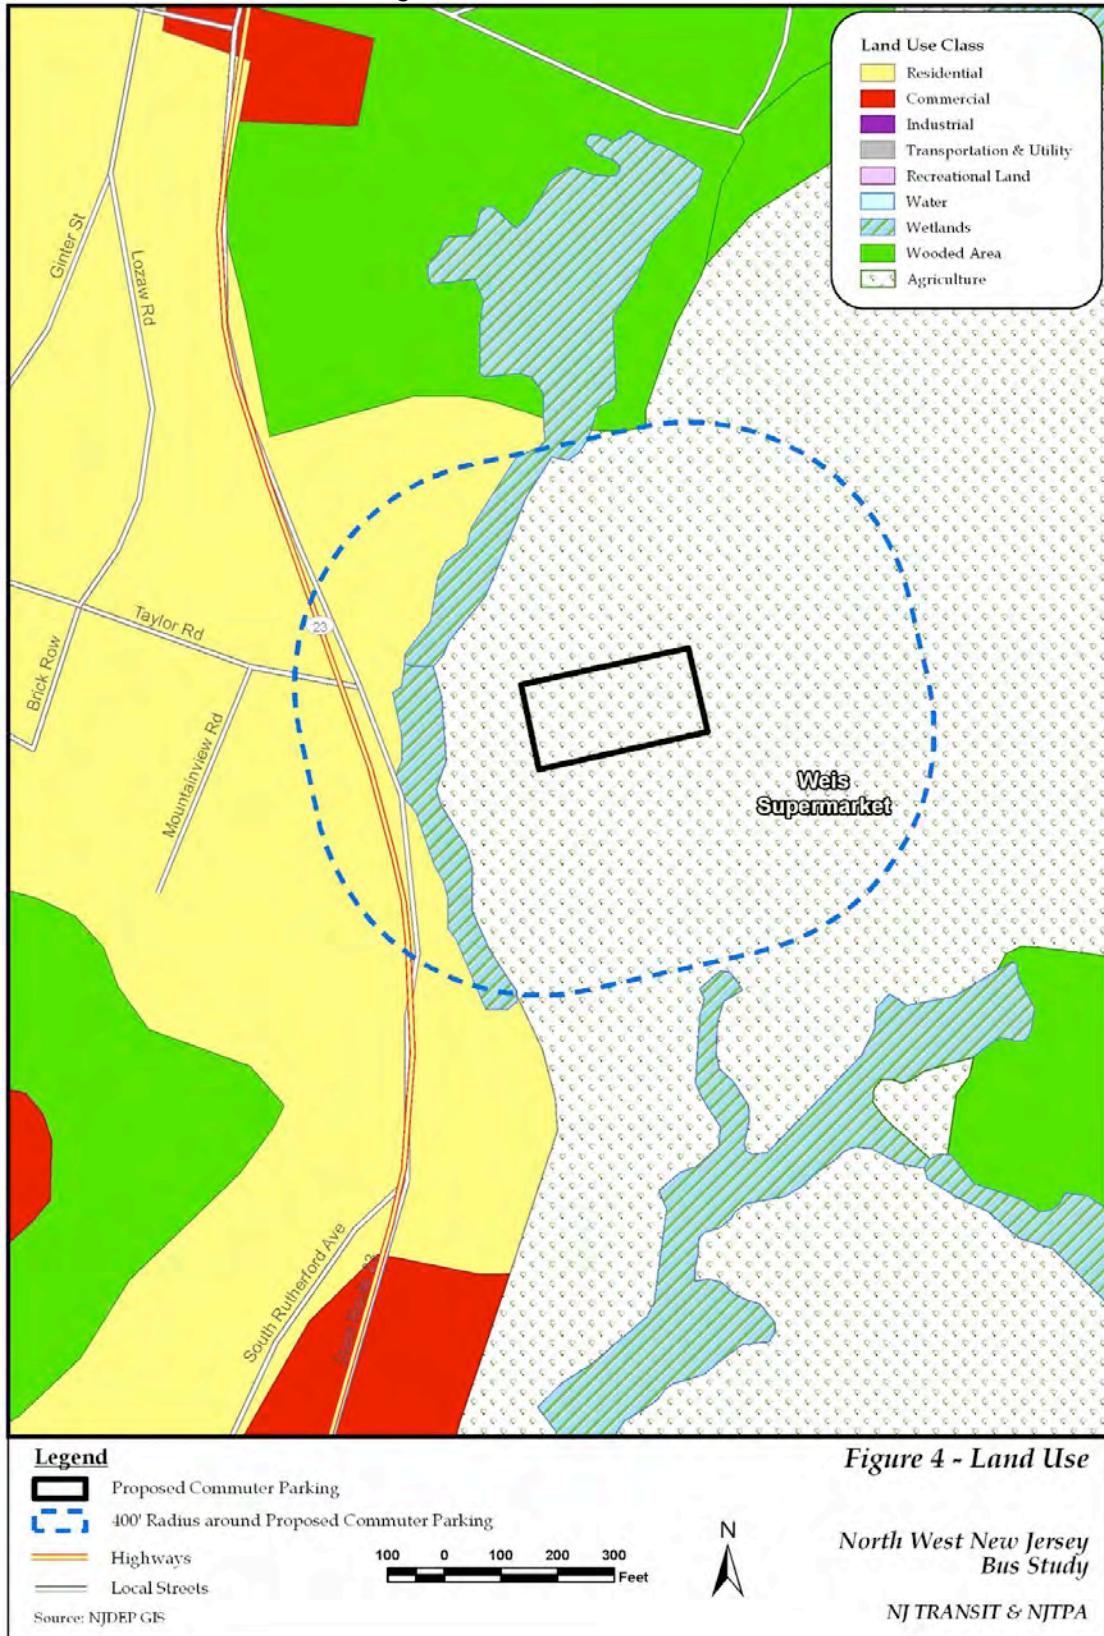 Land Use Class
Residential
Commercial
Industrial
Transportation & Utility
Recreational Land
Water
Wetlands
Wooded Area
Agriculture
Ginter St
Lozaw Rd
23
Taylor Rd
Brick Row
Mountainview Rd
Weis
Supermarket
South Rutherford Ave
Legend
Proposed Commuter Parking
400' Radius around Proposed Commuter Parking
Highways
Local Streets
Source: NJDEP GIS
100 0 100 200 300
Feet
N
Figure 4 - Land Use
North West New Jersey
Bus Study
NJ TRANSIT & NJTPA